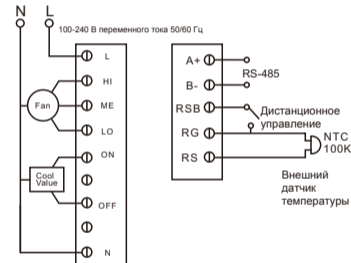 N L
100-240 В переменного тока 50/60 Гц
L
HI
Fan
ME
LO
ON
Cool
Value
OFF
N
A+
RS-485
B-
RSB
Дистанционное
управление
RG
NTC
100K
RS
Внешний
датчик
температуры